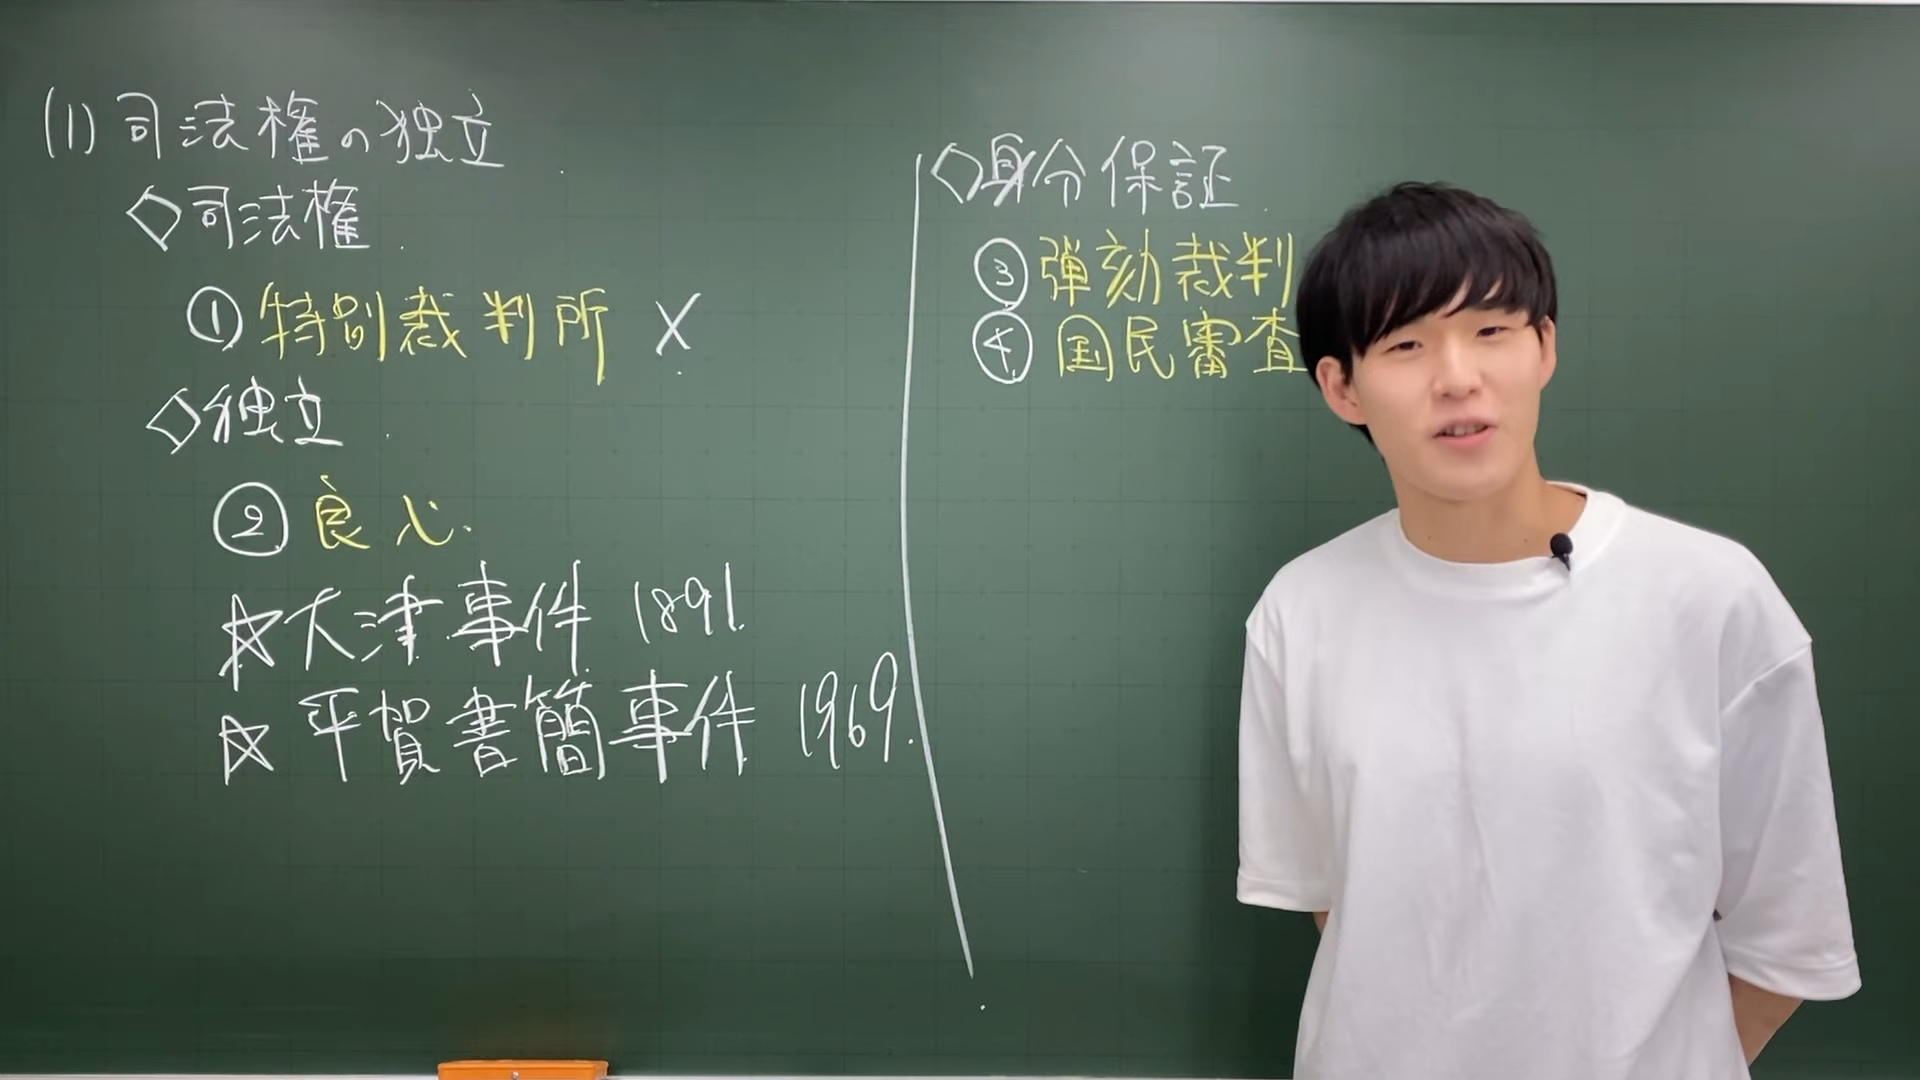 (1) 司法権の独立
◇司法権
① 特別裁判所 ×
◇独立
② 良心
☆大津事件 1891
☆平賀書簡事件 1969
◇身分保証
③ 弾劾裁判
④ 国民審査